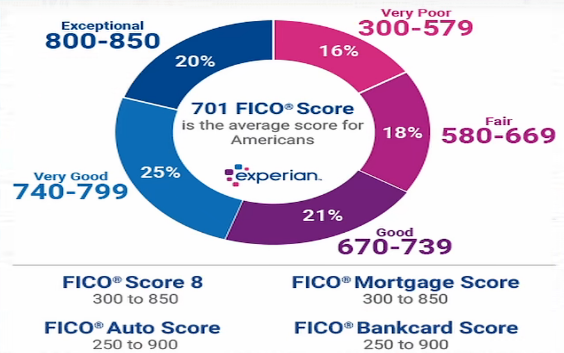 Exceptional
800-850
20%
Very Poor
300-579
16%
Fair
580-669
18%
Good
670-739
21%
Very Good
740-799
25%
701 FICO® Score
is the average score for
Americans
experian™
FICO® Score 8
300 to 850
FICO® Mortgage Score
300 to 850
FICO® Auto Score
250 to 900
FICO® Bankcard Score
250 to 900